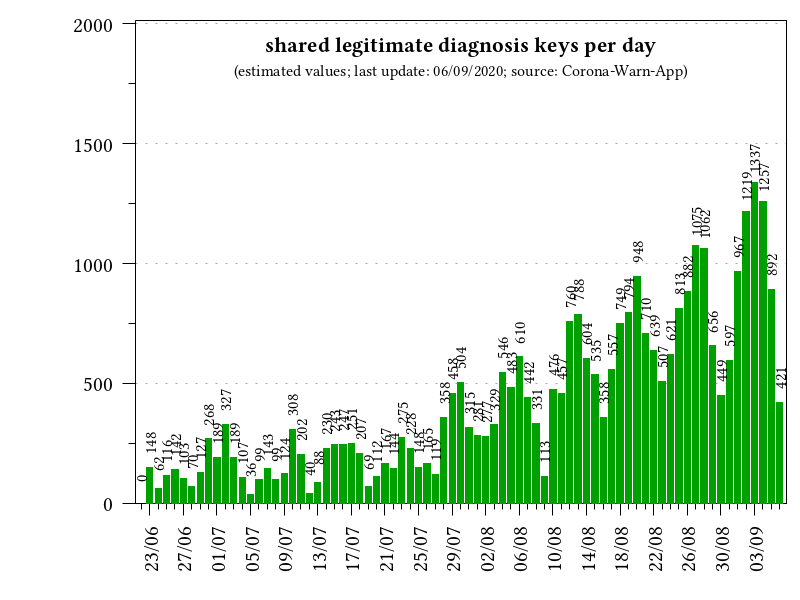 shared legitimate diagnosis keys per day
(estimated values; last update: 06/09/2020; source: Corona-Warn-App)
2000
1500
1000
500
0
0 148 62 116 142 103 70 127 268 189 327 189 107 36 99 143 99 124 308 202 40 88 230 243 247 251 207 69 112 167 144 275 228 148 165 119 358 458 504 315 281 277 329 546 483 610 442 331 113 476 457 760 788 604 535 358 557 749 794 948 710 639 507 621 813 882 1075 1062 656 449 597 967 1219 1337 1257 892 421
23/06 27/06 01/07 05/07 09/07 13/07 17/07 21/07 25/07 29/07 02/08 06/08 10/08 14/08 18/08 22/08 26/08 30/08 03/09